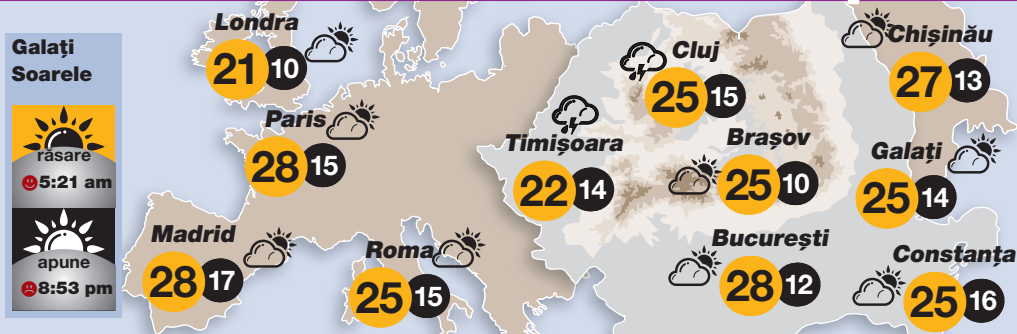 Galați
Soarele
răsare
5:21 am
apune
8:53 pm
Londra
21 10
Paris
28 15
Madrid
28 17
Roma
25 15
Cluj
25 15
Timișoara
22 14
Brașov
25 10
București
28 12
Chișinău
27 13
Galați
25 14
Constanța
25 16